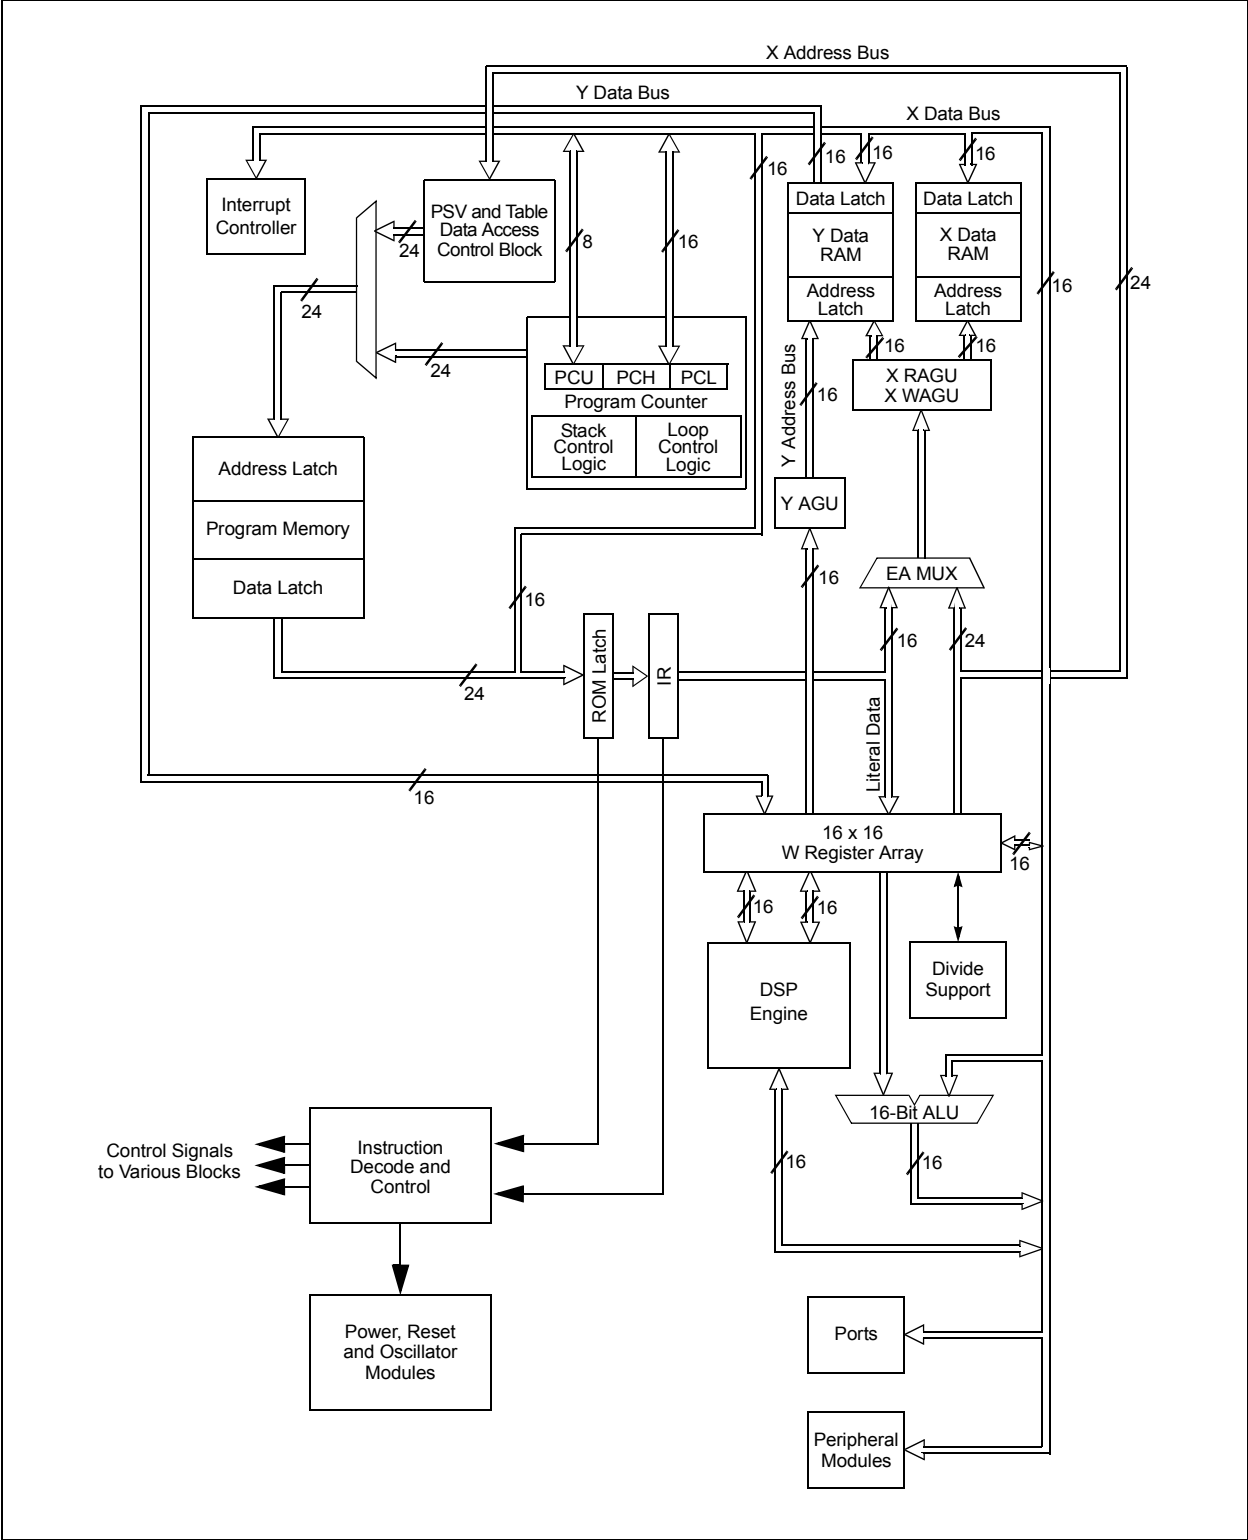 X Address Bus
Y Data Bus
X Data Bus
16
16
16
16
Interrupt
Controller
PSV and Table
Data Access
Control Block
24
8
16
Data Latch
Y Data
RAM
Address
Latch
Data Latch
X Data
RAM
Address
Latch
16
24
24
24
16
16
PCU
PCH
PCL
Program Counter
Stack
Control
Logic
Loop
Control
Logic
Y Address Bus
16
X RAGU
X WAGU
Address Latch
Program Memory
Data Latch
Y AGU
16
EA MUX
16
16
24
24
ROM Latch
IR
Literal Data
16
16 x 16
W Register Array
16
16
16
DSP
Engine
Divide
Support
16-Bit ALU
16
16
Control Signals
to Various Blocks
Instruction
Decode and
Control
Power, Reset
and Oscillator
Modules
Ports
Peripheral
Modules